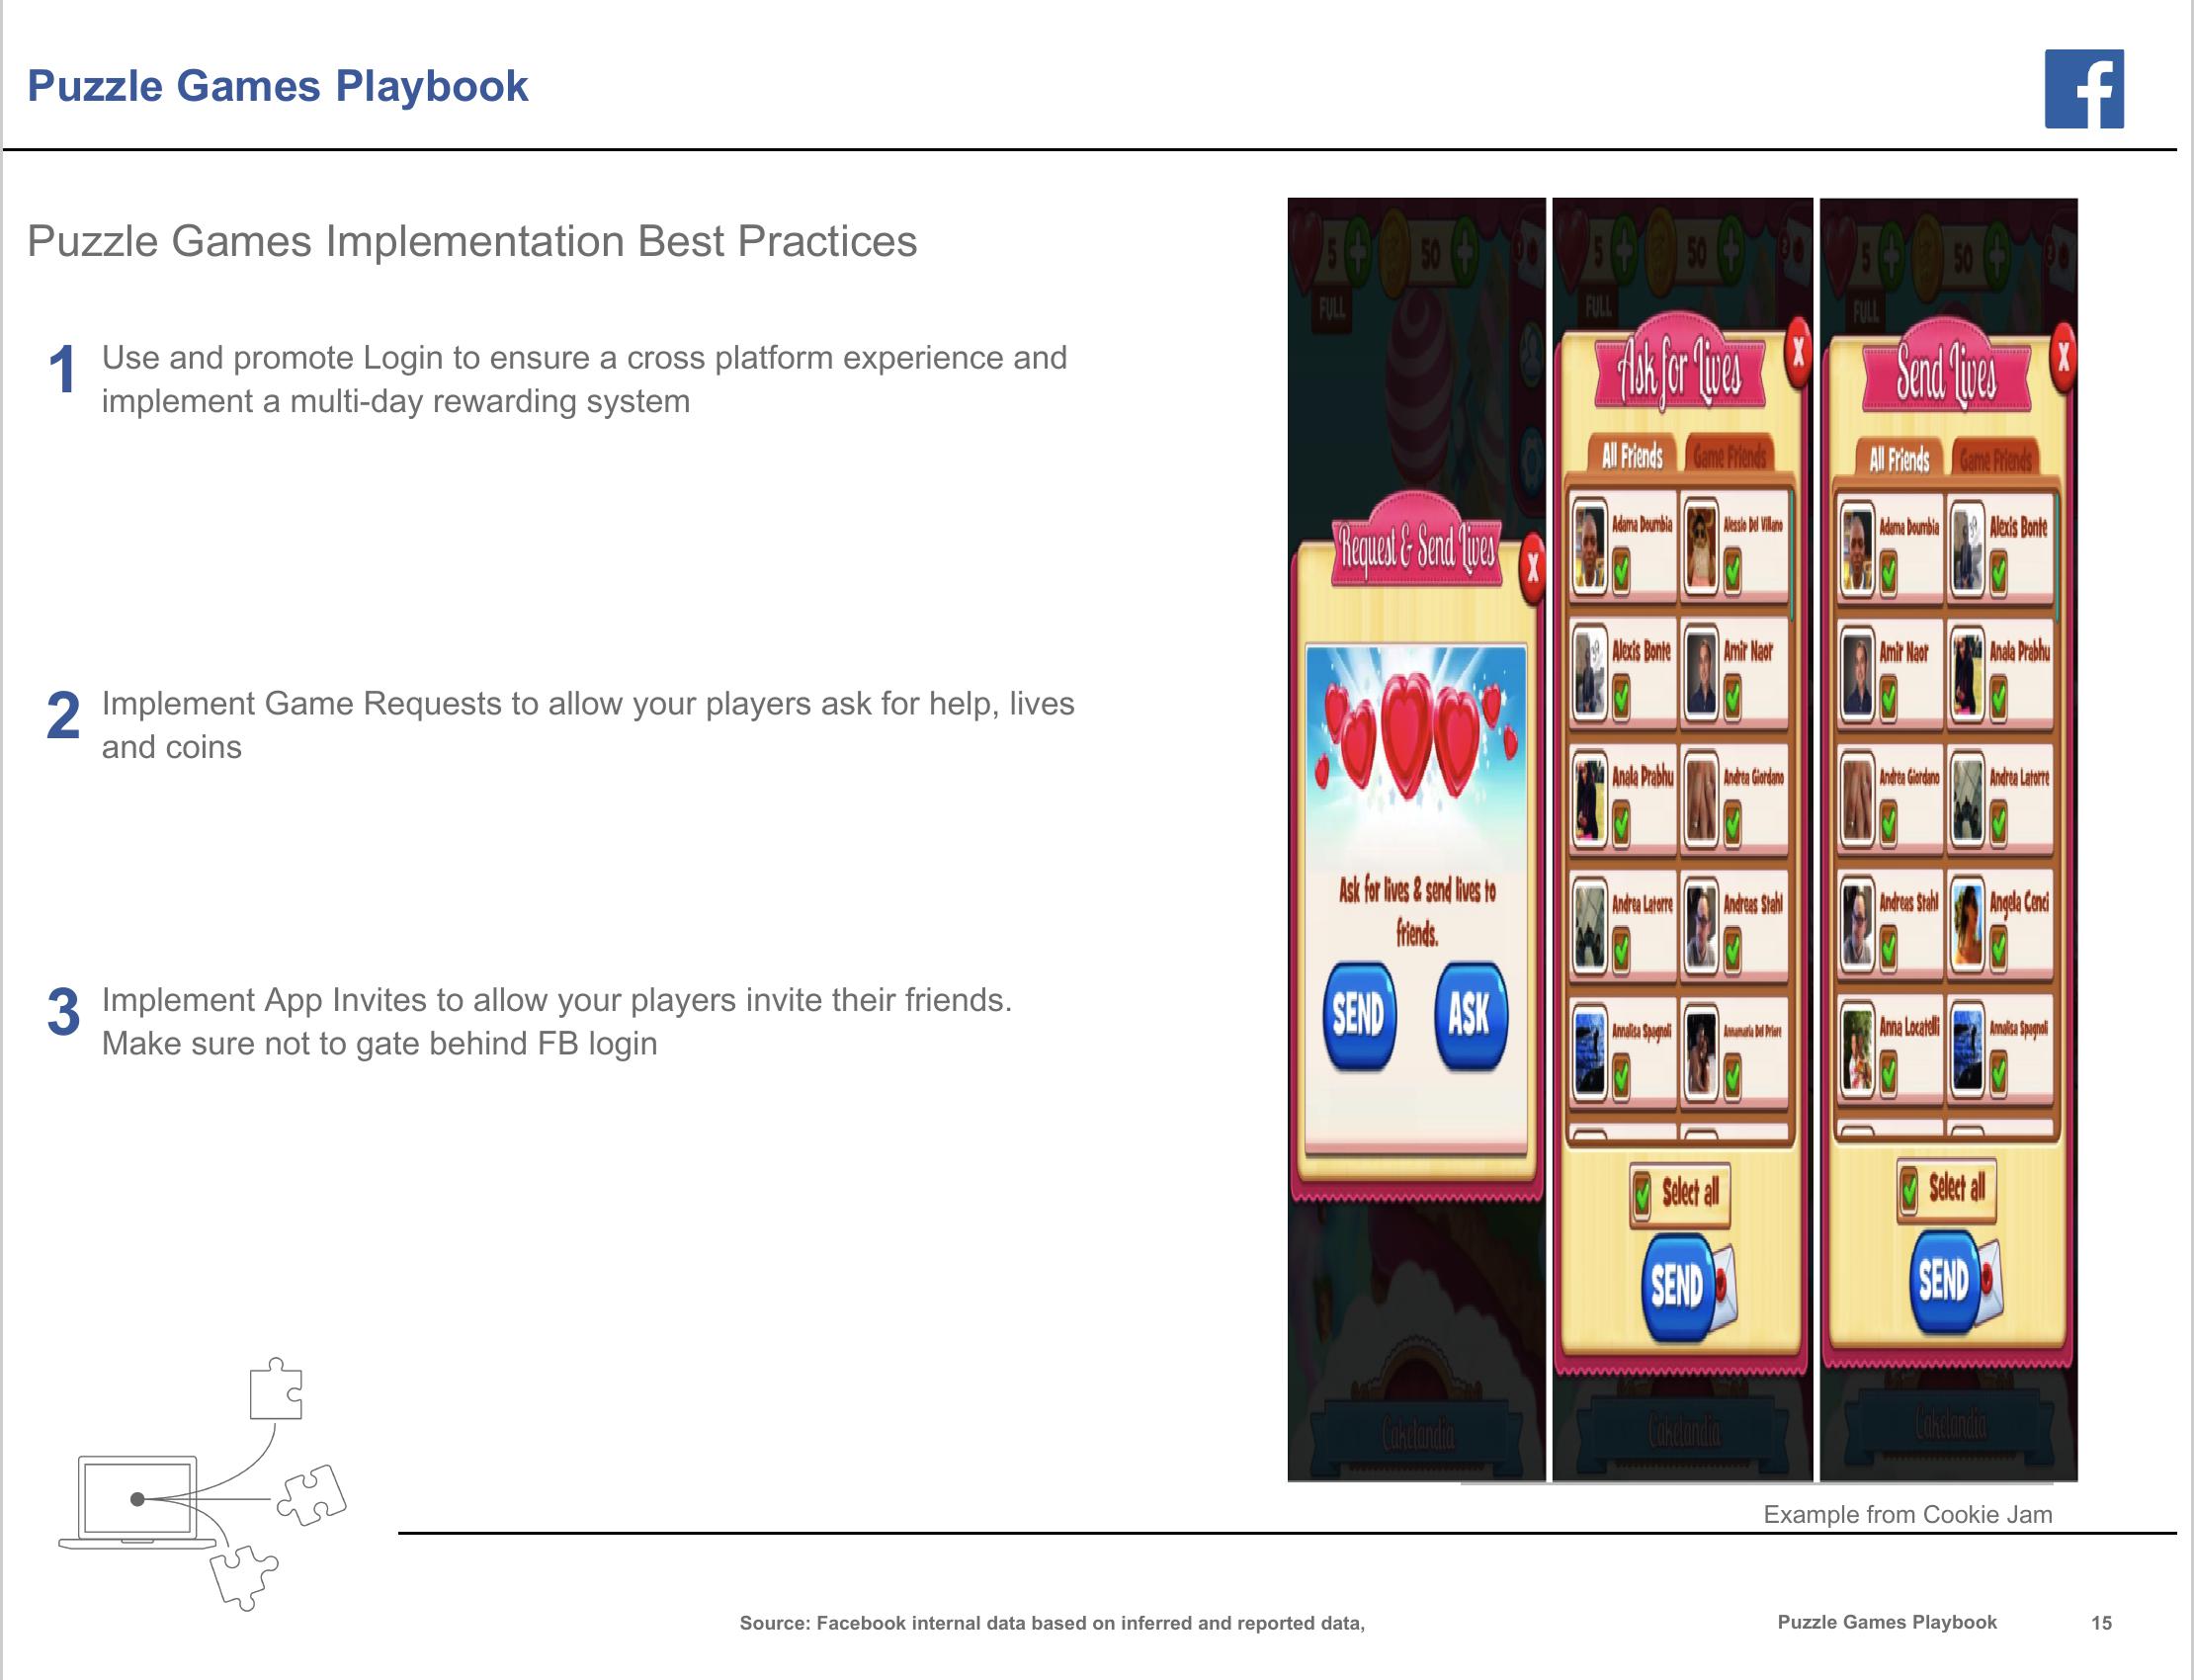 Puzzle Games Playbook
f
Puzzle Games Implementation Best Practices
1 Use and promote Login to ensure a cross platform experience and
implement a multi-day rewarding system
2 Implement Game Requests to allow your players ask for help, lives
and coins
3 Implement App Invites to allow your players invite their friends.
Make sure not to gate behind FB login
5 50
FULL
Request & Send Lives
X
Ask for lives & send lives to
friends.
SEND ASK
Cakelandia
5 50
FULL
Ask for Lives
X
All Friends Game Friends
Adama Doumbia Alessio Del Villano
Alexis Bonte Amir Naor
Anala Prabhu Andrea Giordano
Andrea Latorre Andreas Stahl
Annalisa Spagnoli Annamaria Del Priore
Select all
SEND
Cakelandia
5 50
FULL
Send Lives
X
All Friends Game Friends
Adama Doumbia Alexis Bonte
Amir Naor Anala Prabhu
Andrea Giordano Andrea Latorre
Andreas Stahl Angela Cenci
Anna Locatelli Annalisa Spagnoli
Select all
SEND
Cakelandia
Example from Cookie Jam
Source: Facebook internal data based on inferred and reported data,
Puzzle Games Playbook 15